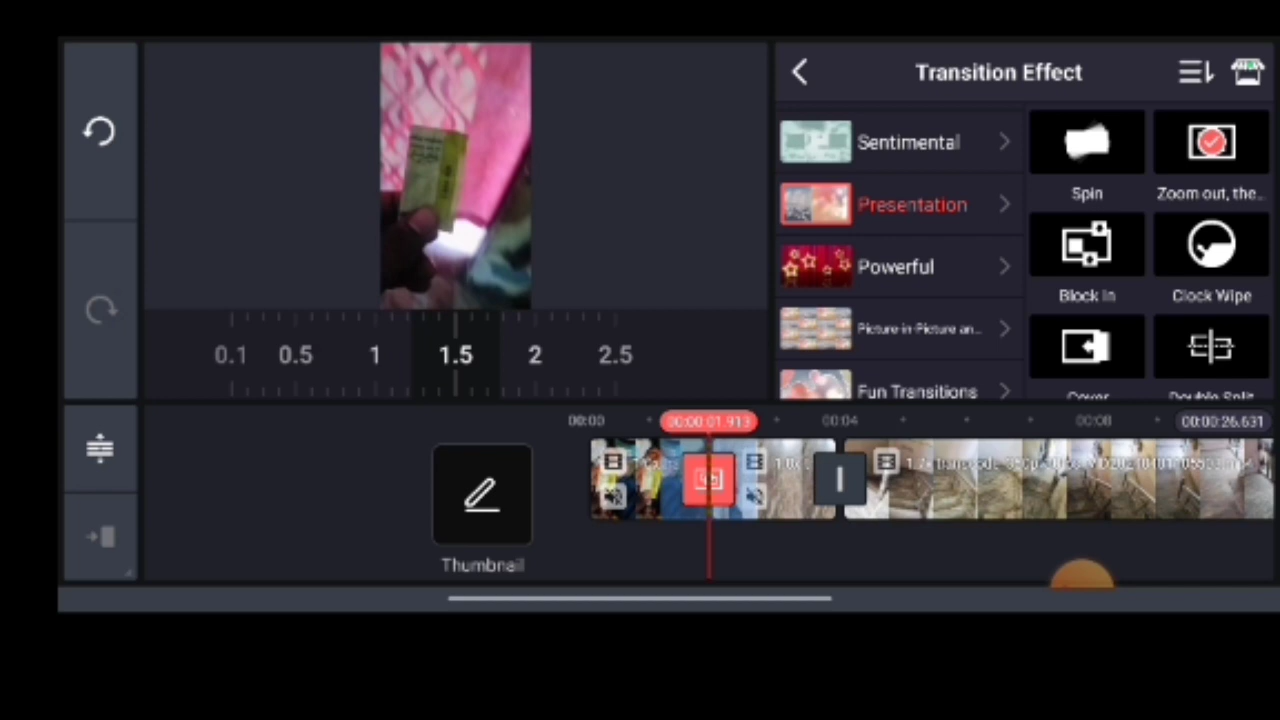 Transition Effect
Sentimental
Presentation
Powerful
Picture-in-Picture an...
Fun Transitions
Spin
Zoom out, the...
Block In
Clock Wipe
Cover
Double Split
0.1 0.5 1 1.5 2 2.5
00:00 00:00:01.913 00:04 00:08 00:00:26.631
Thumbnail